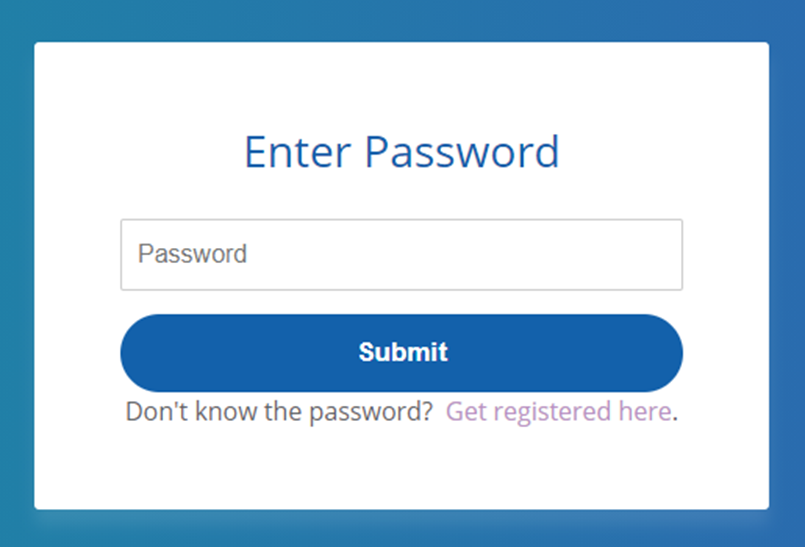 Enter Password
Password
Submit
Don't know the password? Get registered here.